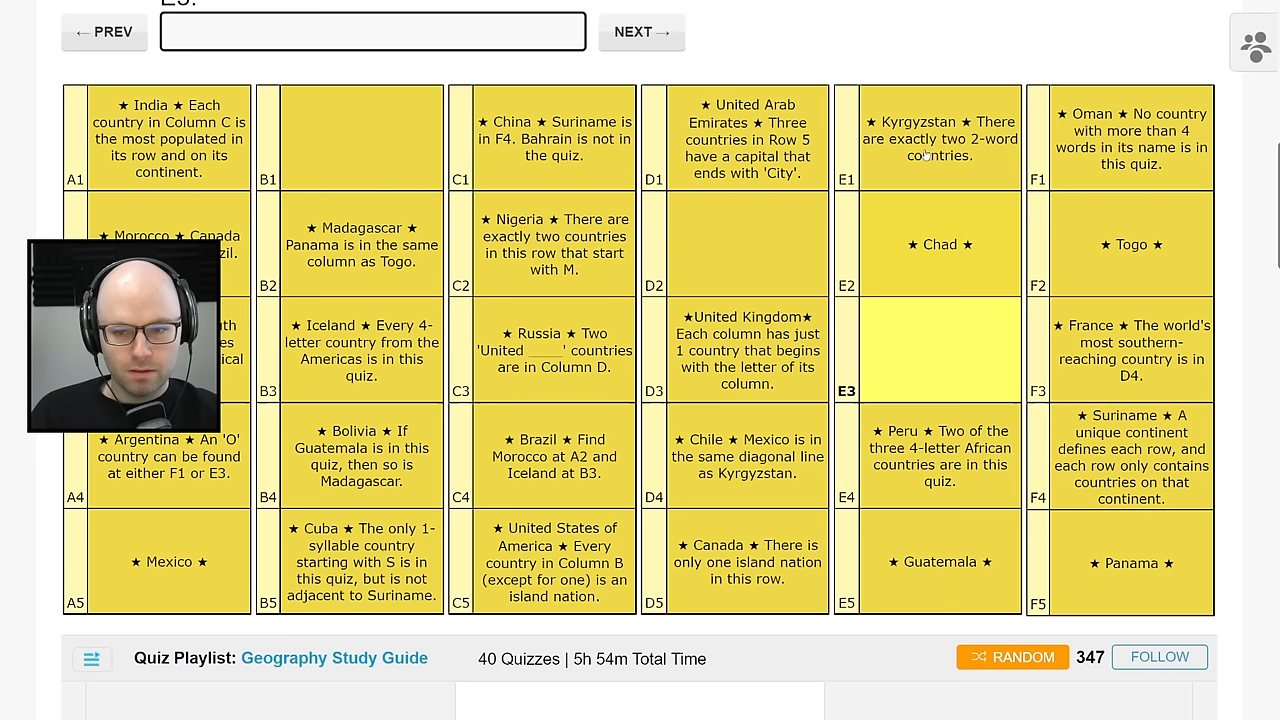 ← PREV
NEXT →
A1
★ India ★ Each
country in Column C is
the most populated in
its row and on its
continent.
B1
C1
★ China ★ Suriname is
in F4. Bahrain is not in
the quiz.
D1
★ United Arab
Emirates ★ Three
countries in Row 5
have a capital that
ends with 'City'.
E1
★ Kyrgyzstan ★ There
are exactly two 2-word
countries.
F1
★ Oman ★ No country
with more than 4
words in its name is in
this quiz.
★ Morocco ★ Canada
B2
★ Madagascar ★
Panama is in the same
column as Togo.
C2
★ Nigeria ★ There are
exactly two countries
in this row that start
with M.
D2
E2
★ Chad ★
F2
★ Togo ★
B3
★ Iceland ★ Every 4-
letter country from the
Americas is in this
quiz.
C3
★ Russia ★ Two
'United _____' countries
are in Column D.
D3
★United Kingdom★
Each column has just
1 country that begins
with the letter of its
column.
E3
F3
★ France ★ The world's
most southern-
reaching country is in
D4.
A4
★ Argentina ★ An 'O'
country can be found
at either F1 or E3.
B4
★ Bolivia ★ If
Guatemala is in this
quiz, then so is
Madagascar.
C4
★ Brazil ★ Find
Morocco at A2 and
Iceland at B3.
D4
★ Chile ★ Mexico is in
the same diagonal line
as Kyrgyzstan.
E4
★ Peru ★ Two of the
three 4-letter African
countries are in this
quiz.
F4
★ Suriname ★ A
unique continent
defines each row, and
each row only contains
countries on that
continent.
A5
★ Mexico ★
B5
★ Cuba ★ The only 1-
syllable country
starting with S is in
this quiz, but is not
adjacent to Suriname.
C5
★ United States of
America ★ Every
country in Column B
(except for one) is an
island nation.
D5
★ Canada ★ There is
only one island nation
in this row.
E5
★ Guatemala ★
F5
★ Panama ★
Quiz Playlist: Geography Study Guide
40 Quizzes | 5h 54m Total Time
RANDOM
347
FOLLOW